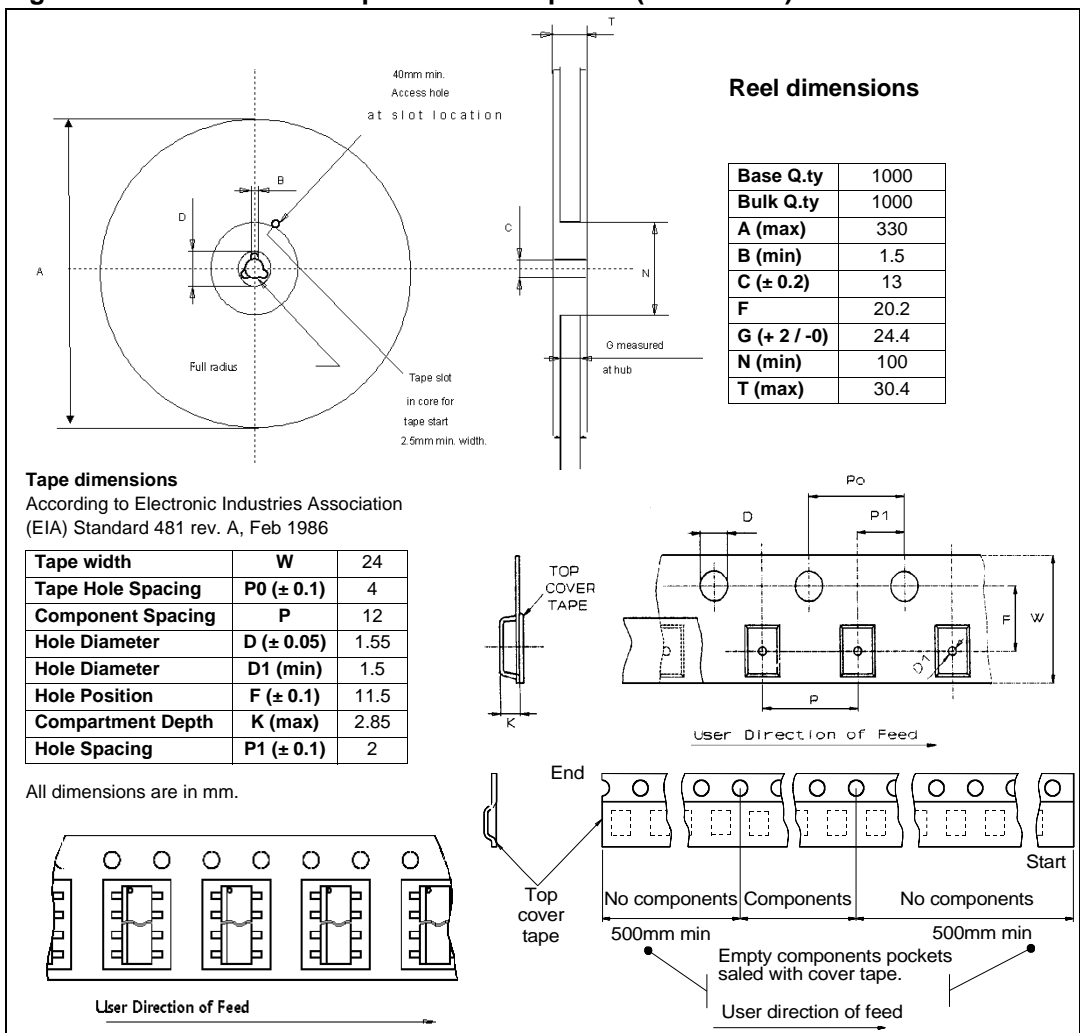 T
40mm min.
Access hole
at slot location
Reel dimensions
B
D
C
A
N
Full radius
G measured
at hub
Tape slot
in core for
tape start
2.5mm min. width.
Base Q.ty 1000
Bulk Q.ty 1000
A (max) 330
B (min) 1.5
C (± 0.2) 13
F 20.2
G (+ 2 / -0) 24.4
N (min) 100
T (max) 30.4
Tape dimensions
According to Electronic Industries Association
(EIA) Standard 481 rev. A, Feb 1986
Tape width W 24
Tape Hole Spacing P0 (± 0.1) 4
Component Spacing P 12
Hole Diameter D (± 0.05) 1.55
Hole Diameter D1 (min) 1.5
Hole Position F (± 0.1) 11.5
Compartment Depth K (max) 2.85
Hole Spacing P1 (± 0.1) 2
All dimensions are in mm.
Po
D
P1
TOP
COVER
TAPE
F
W
D1
K
P
User Direction of Feed
End
Start
Top
cover
tape
No components
Components
No components
500mm min
500mm min
Empty components pockets
saled with cover tape.
User direction of feed
User Direction of Feed